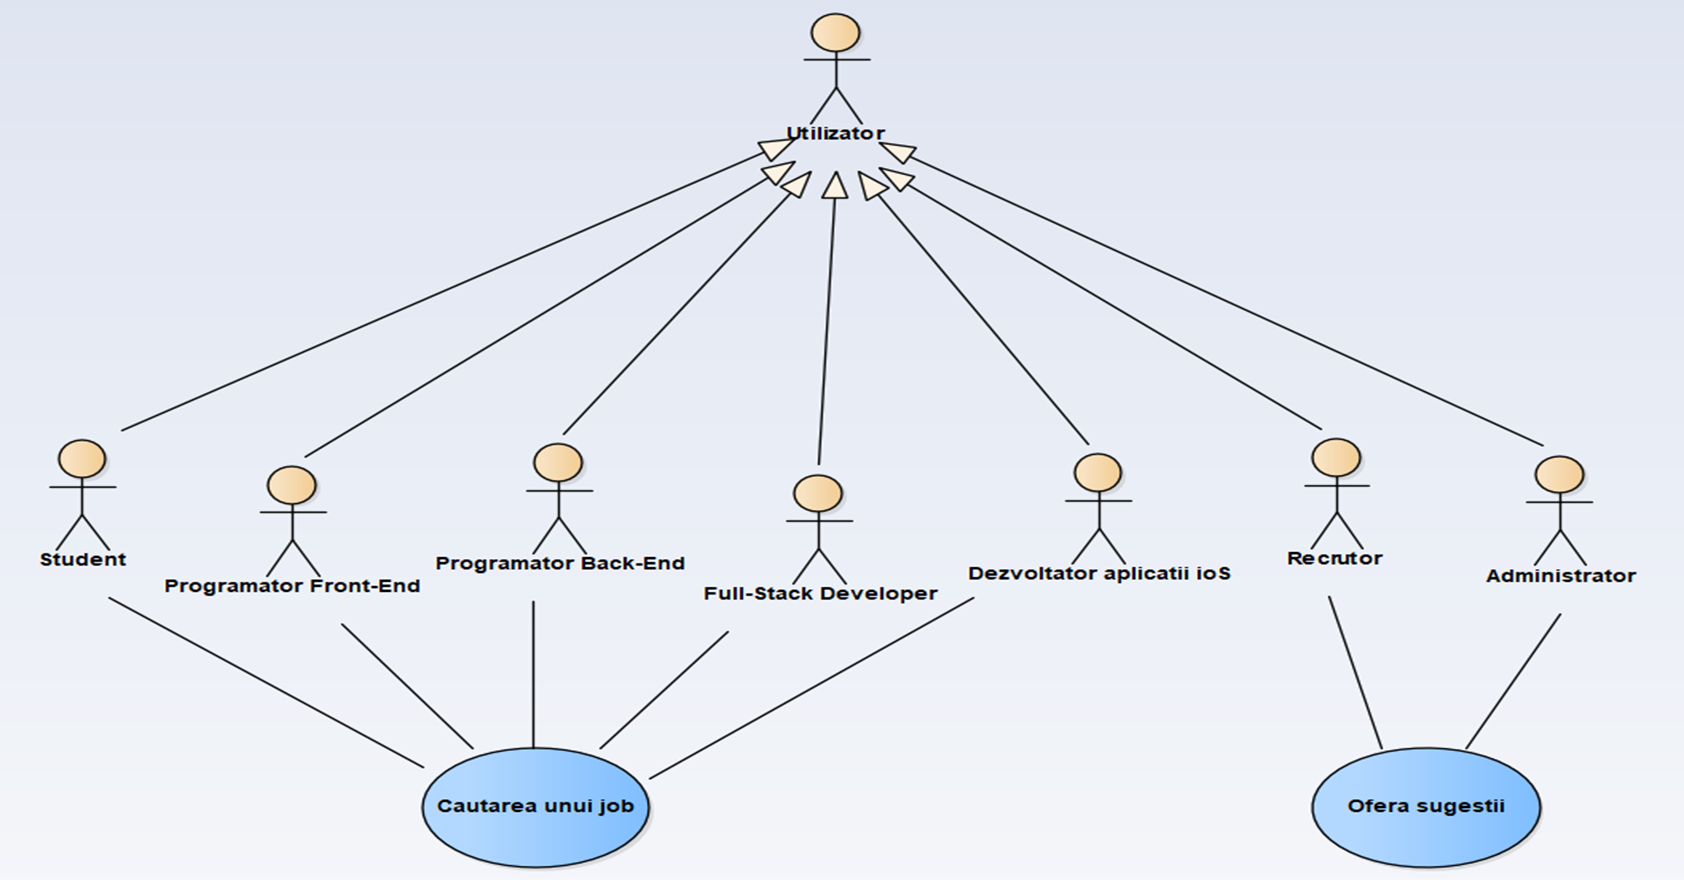 Utilizator
Student
Programator Front-End
Programator Back-End
Full-Stack Developer
Dezvoltator aplicatii ioS
Recrutor
Administrator
Cautarea unui job
Ofera sugestii